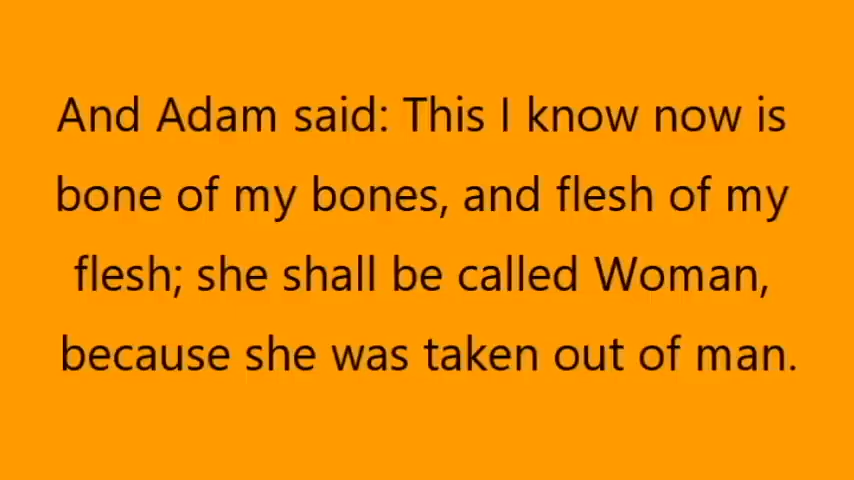 And Adam said: This I know now is
bone of my bones, and flesh of my
flesh; she shall be called Woman,
because she was taken out of man.